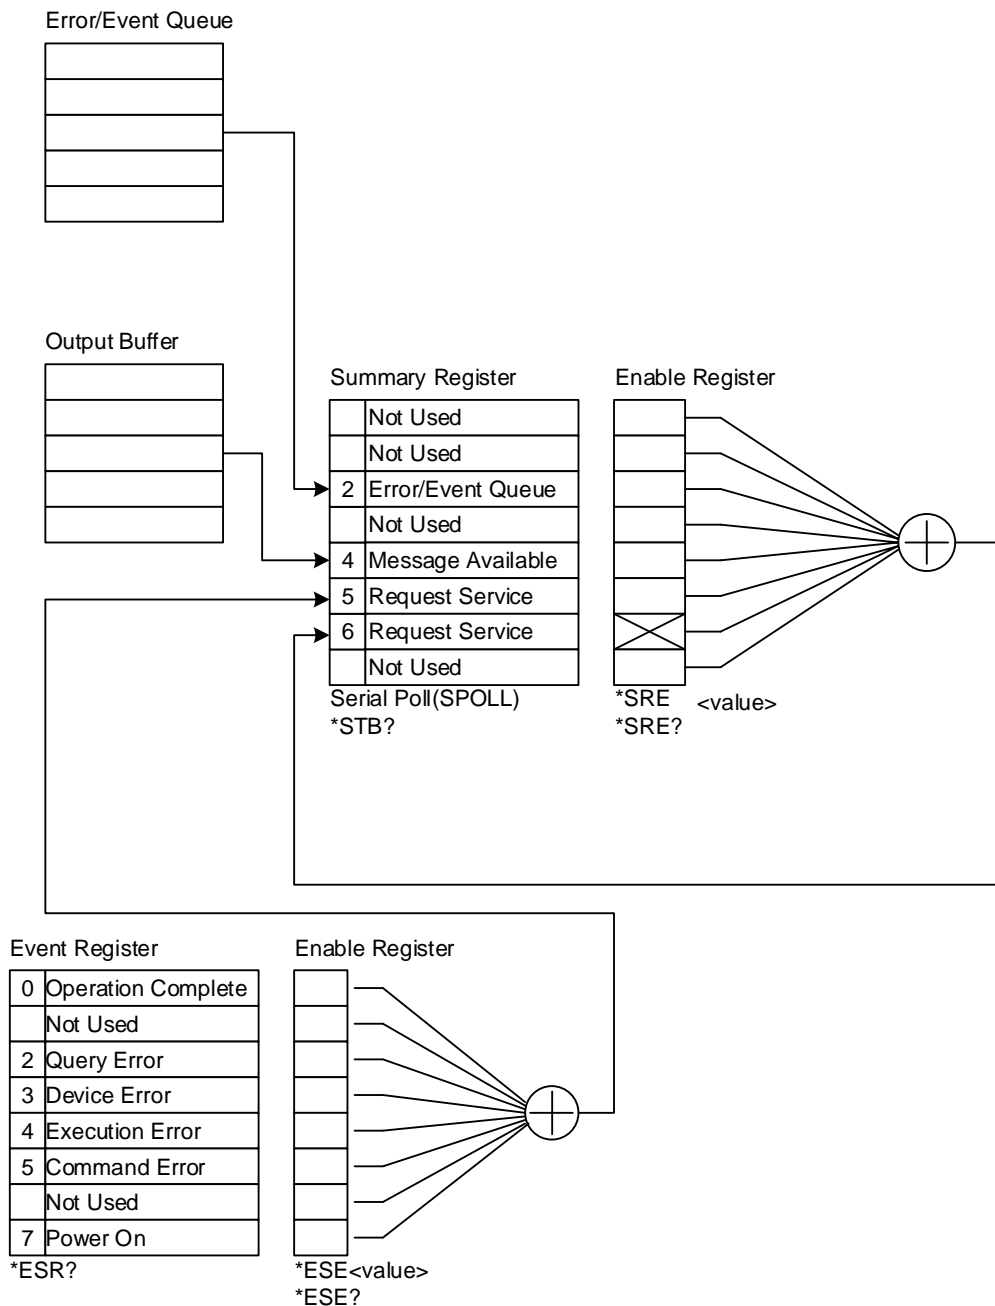 Error/Event Queue
Output Buffer
Summary Register
Not Used
Not Used
2 Error/Event Queue
Not Used
4 Message Available
5 Request Service
6 Request Service
Not Used
Serial Poll(SPOLL)
*STB?
Enable Register
*SRE <value>
*SRE?
Event Register
0 Operation Complete
Not Used
2 Query Error
3 Device Error
4 Execution Error
5 Command Error
Not Used
7 Power On
*ESR?
Enable Register
*ESE<value>
*ESE?